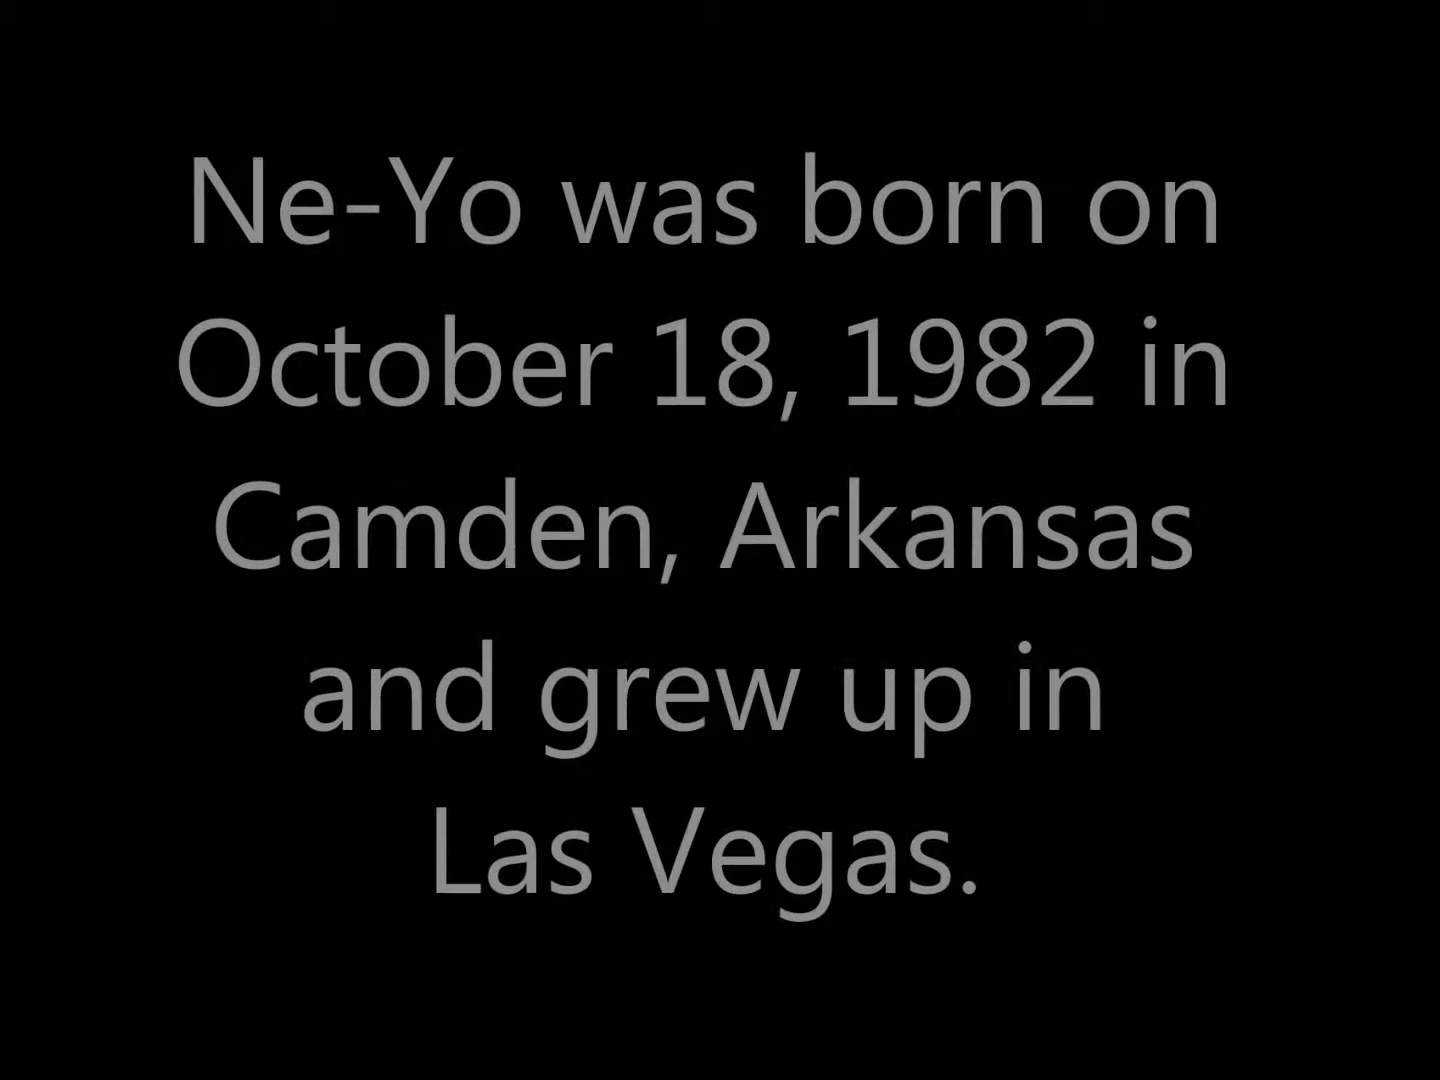 Ne-Yo was born on
October 18, 1982 in
Camden, Arkansas
and grew up in
Las Vegas.